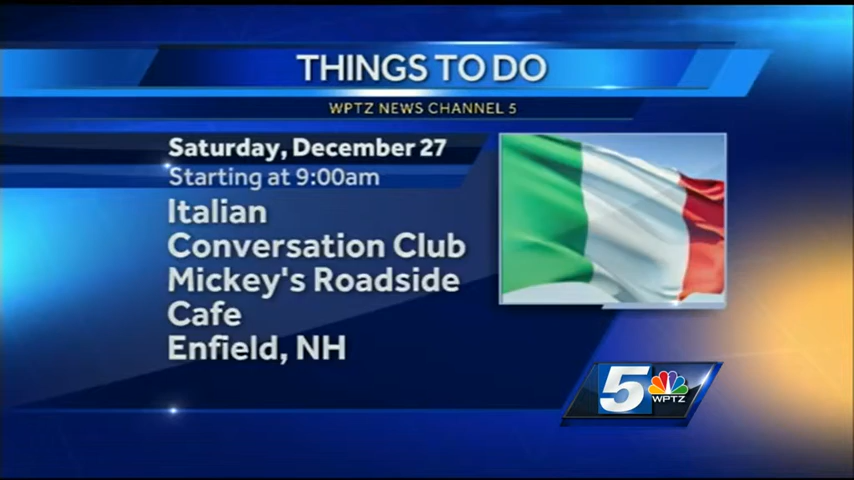 THINGS TO DO
WPTZ NEWS CHANNEL 5
Saturday, December 27
Starting at 9:00am
Italian
Conversation Club
Mickey's Roadside
Cafe
Enfield, NH
5
WPTZ